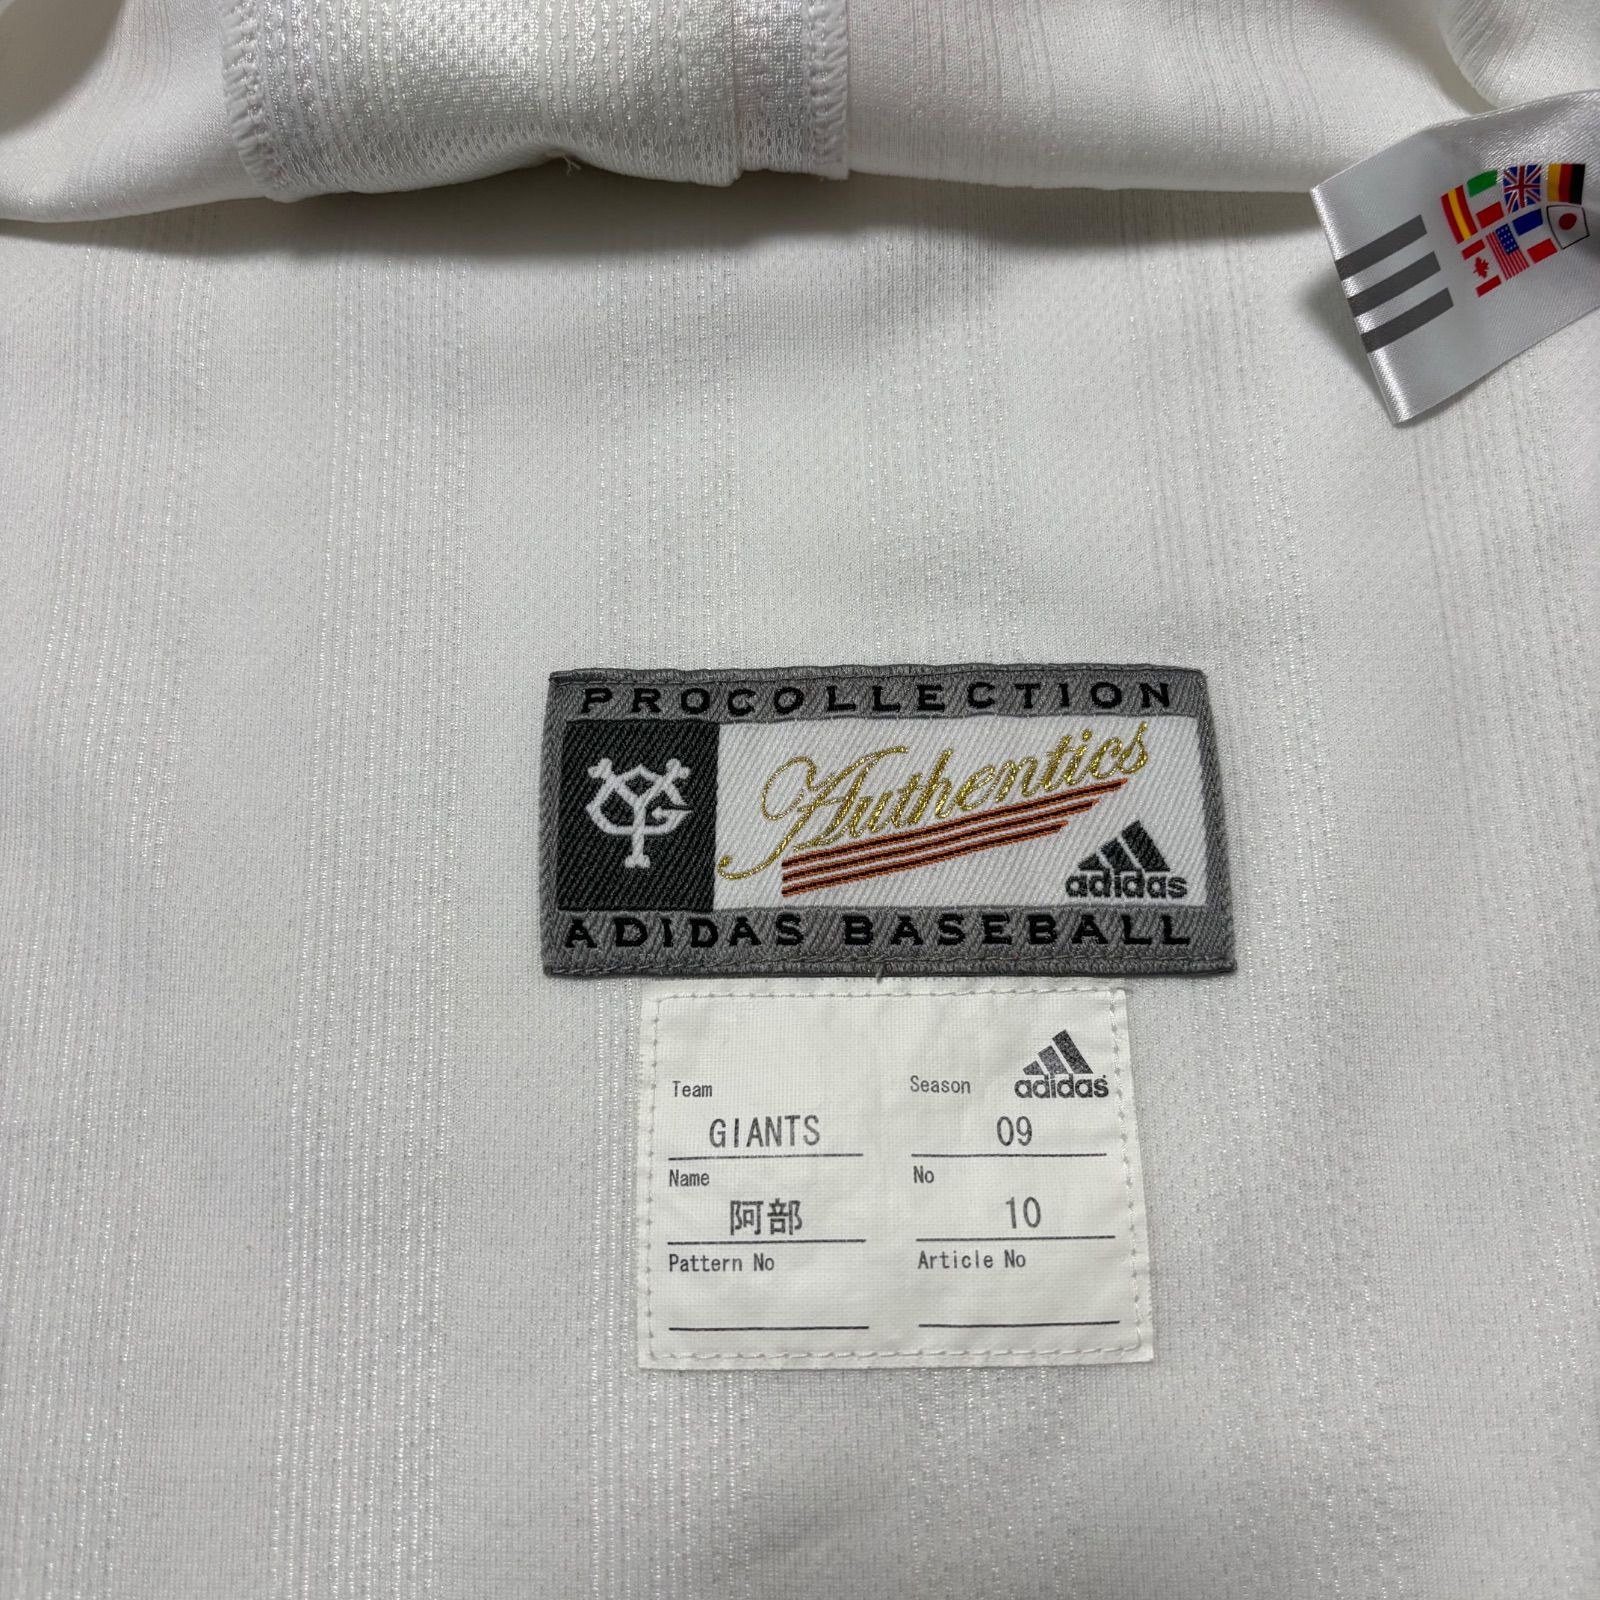 PROCOLLECTION
YG
Authentics
adidas
ADIDAS BASEBALL
adidas
Team
Season
GIANTS
09
Name
No
阿部
10
Pattern No
Article No